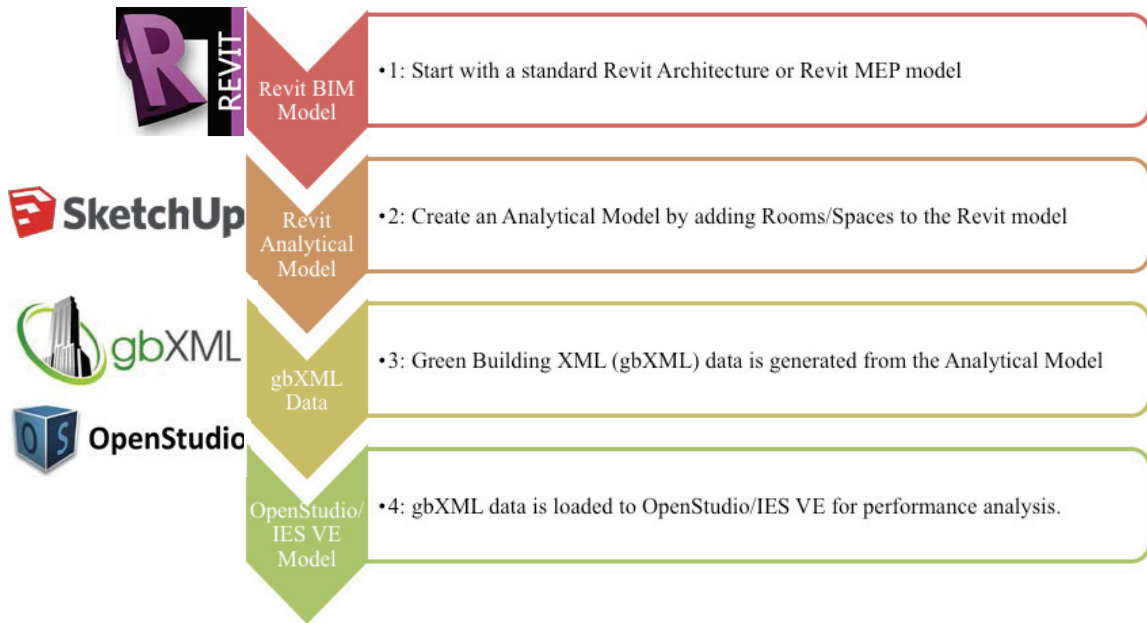 R
REVIT
Revit BIM
Model
•1: Start with a standard Revit Architecture or Revit MEP model
SketchUp
Revit
Analytical
Model
•2: Create an Analytical Model by adding Rooms/Spaces to the Revit model
gbXML
gbXML
Data
•3: Green Building XML (gbXML) data is generated from the Analytical Model
OS
OpenStudio
OpenStudio/
IES VE
Model
•4: gbXML data is loaded to OpenStudio/IES VE for performance analysis.